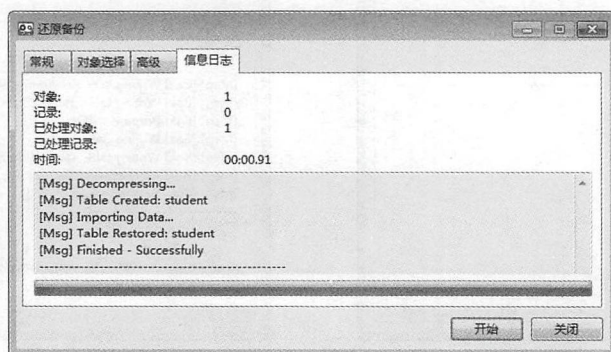 还原备份
常规 对象选择 高级 信息日志
对象: 1
记录: 0
已处理对象: 1
已处理记录:
时间: 00:00.91
[Msg] Decompressing...
[Msg] Table Created: student
[Msg] Importing Data...
[Msg] Table Restored: student
[Msg] Finished - Successfully
--------------------------------------------------
开始 关闭